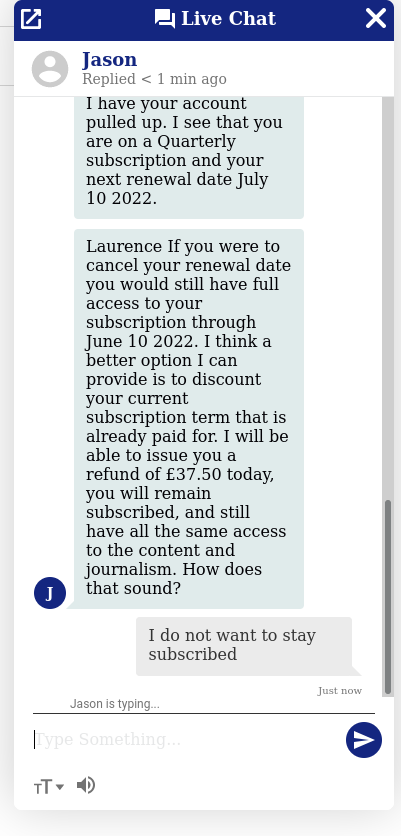 Live Chat
Jason
Replied < 1 min ago
I have your account
pulled up. I see that you
are on a Quarterly
subscription and your
next renewal date July
10 2022.
Laurence If you were to
cancel your renewal date
you would still have full
access to your
subscription through
June 10 2022. I think a
better option I can
provide is to discount
your current
subscription term that is
already paid for. I will be
able to issue you a
refund of £37.50 today,
you will remain
subscribed, and still
have all the same access
to the content and
journalism. How does
that sound?
J
I do not want to stay
subscribed
Just now
Jason is typing...
Type Something...
TT